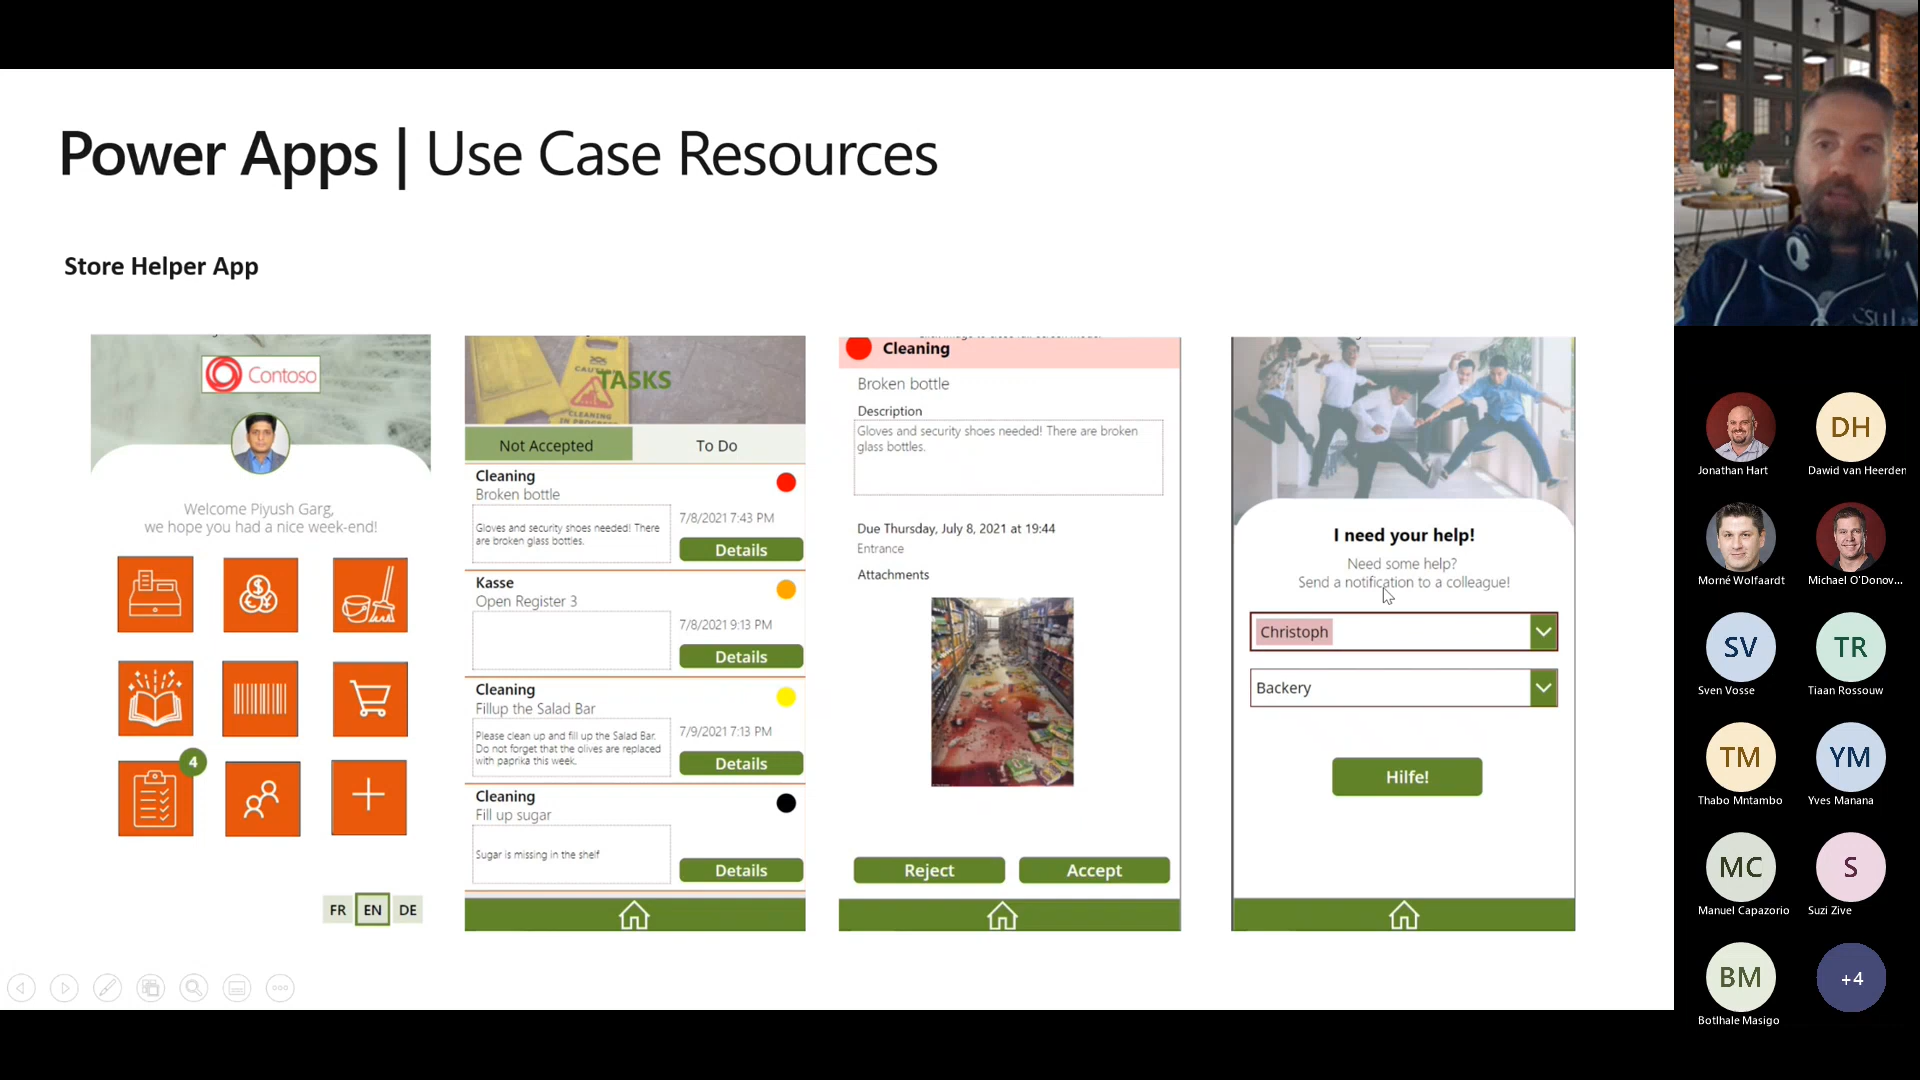 Power Apps | Use Case Resources
Store Helper App
Contoso
Welcome Piyush Garg,
we hope you had a nice week-end!
4
FR EN DE
CAUTION
CLEANING
TASKS
Not Accepted To Do
Cleaning
Broken bottle
Gloves and security shoes needed! There
are broken glass bottles.
7/8/2021 7:43 PM
Details
Kasse
Open Register 3
7/8/2021 9:13 PM
Details
Cleaning
Fillup the Salad Bar
Please clean up and fill up the Salad Bar.
Do not forget that the olives are replaced
with paprika this week.
7/9/2021 7:13 PM
Details
Cleaning
Fill up sugar
Sugar is missing in the shelf
Details
Cleaning
Broken bottle
Description
Gloves and security shoes needed! There are broken
glass bottles.
Due Thursday, July 8, 2021 at 19:44
Entrance
Attachments
Reject Accept
I need your help!
Need some help?
Send a notification to a colleague!
Christoph
Backery
Hilfe!
Jonathan Hart
DH
Dawid van Heerden
Morné Wolfaardt
Michael O'Donov...
SV
Sven Vosse
TR
Tiaan Rossouw
TM
Thabo Mntambo
YM
Yves Manana
MC
Manuel Capazorio
S
Suzi Zive
BM
Botlhale Masigo
+4